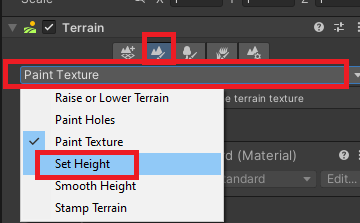 Scale
Terrain
Paint Texture
Raise or Lower Terrain
Paint Holes
Paint Texture
Set Height
Smooth Height
Stamp Terrain
e terrain texture
(Material)
Standard
Edit...